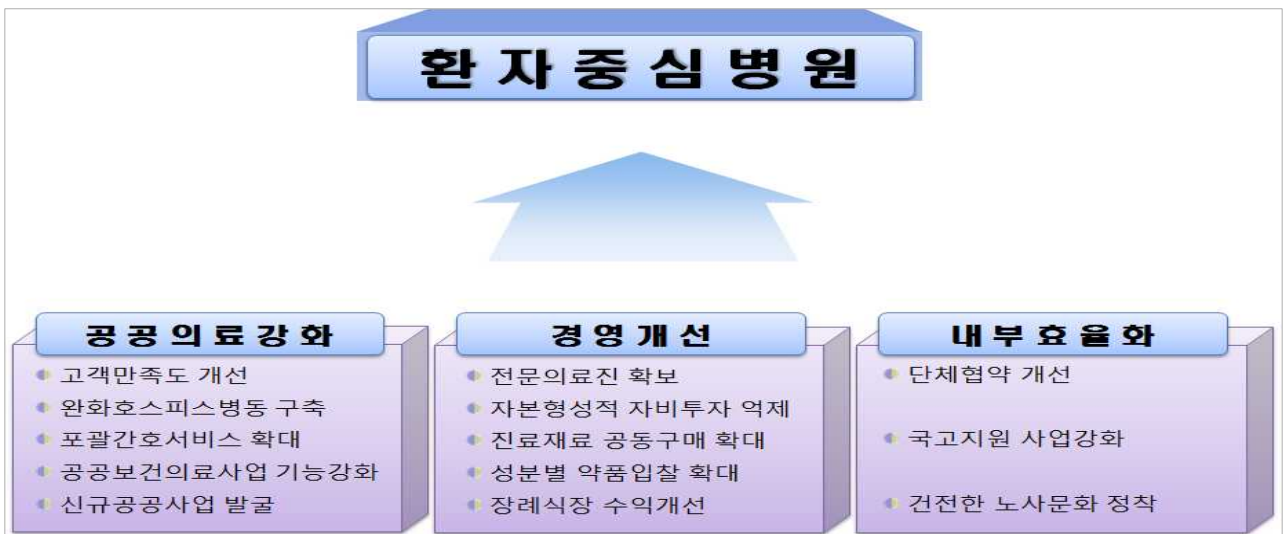 환자중심병원
공공의료강화
고객만족도 개선
완화호스피스병동 구축
포괄간호서비스 확대
공공보건의료사업 기능강화
신규공공사업 발굴
경영개선
전문의료진 확보
자본형성적 자비투자 억제
진료재료 공동구매 확대
성분별 약품입찰 확대
장례식장 수익개선
내부효율화
단체협약 개선
국고지원 사업강화
건전한 노사문화 정착